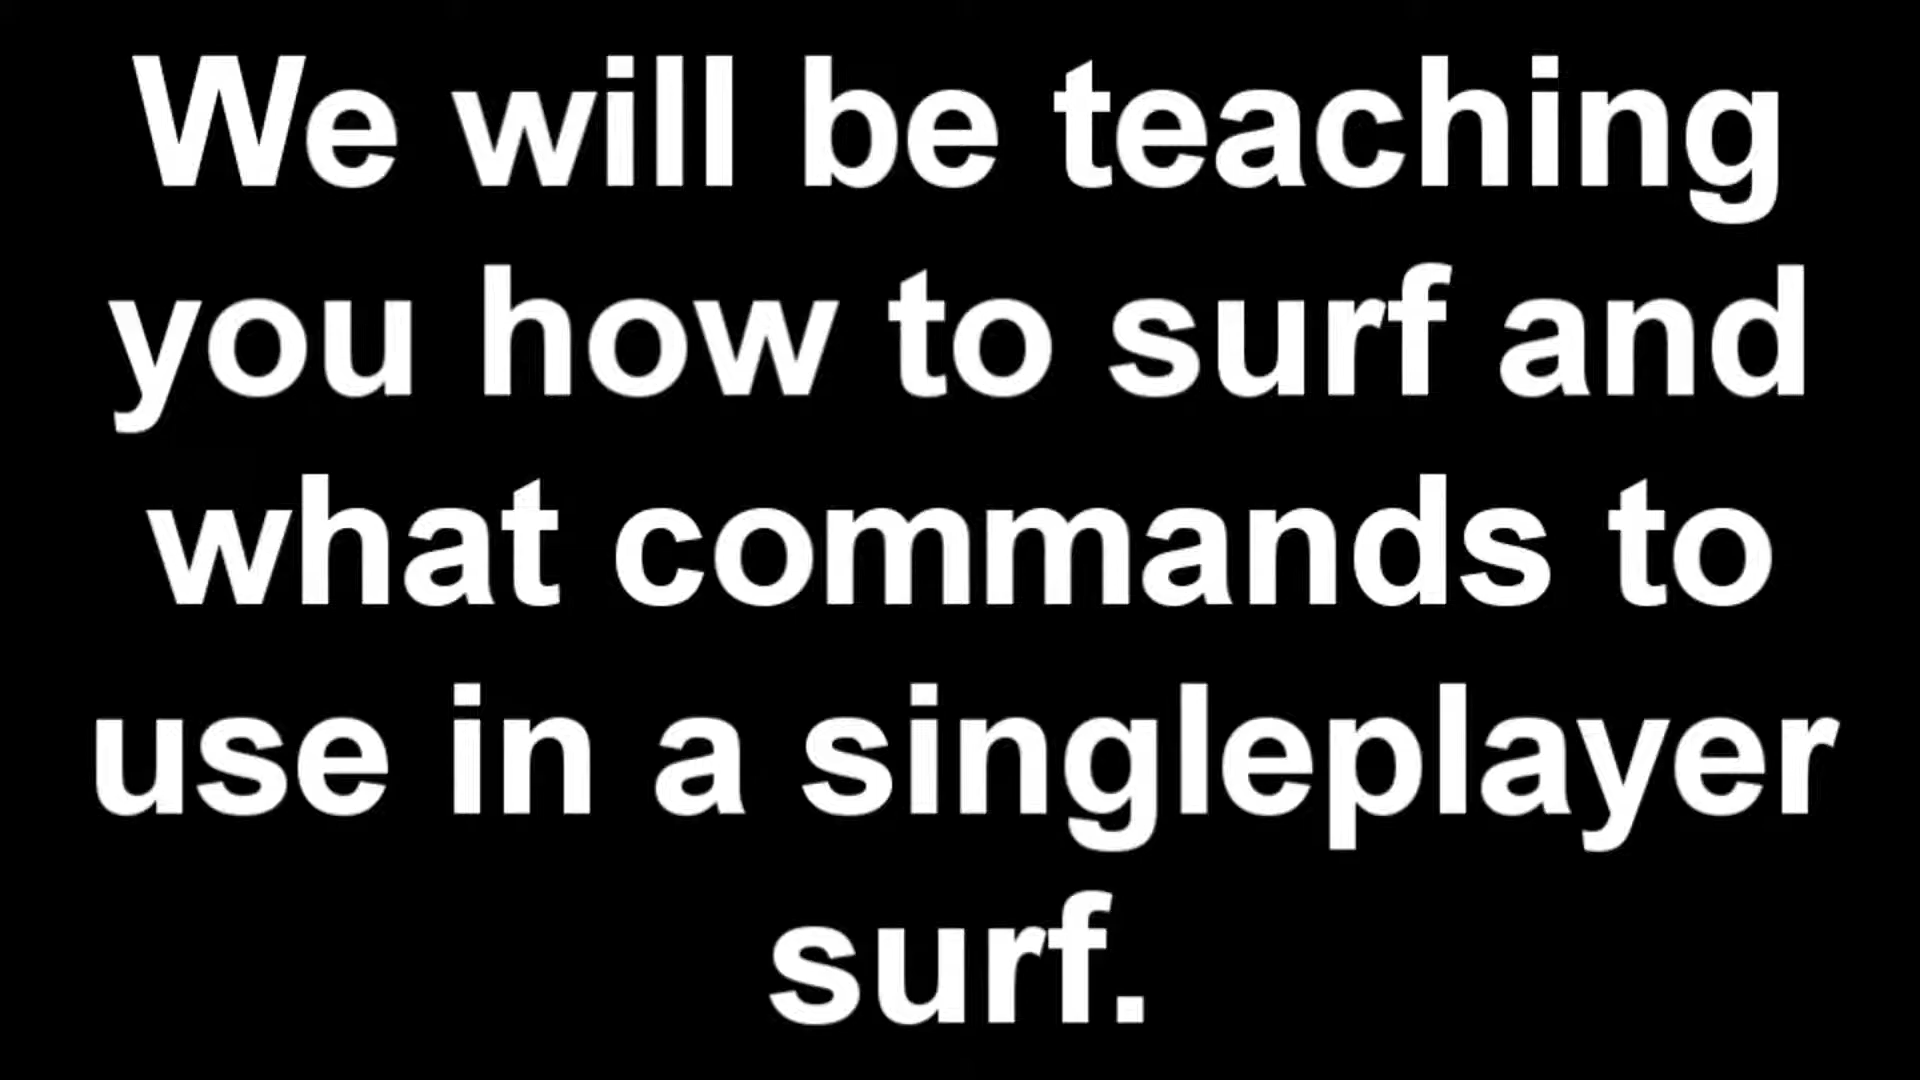 We will be teaching
you how to surf and
what commands to
use in a singleplayer
surf.